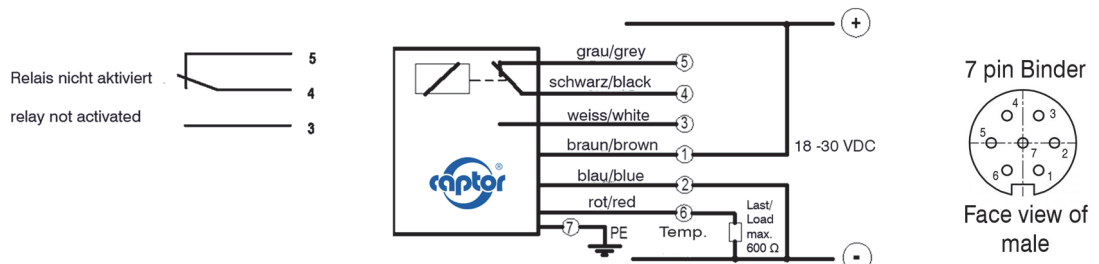 Relais nicht aktiviert
relay not activated
5
4
3
grau/grey
5
schwarz/black
4
weiss/white
3
braun/brown
1
blau/blue
2
rot/red
6
7
PE
Temp.
captor®
Last/
Load
max.
600 Ω
+
18 -30 VDC
-
7 pin Binder
4
3
5
7
2
6
1
Face view of
male